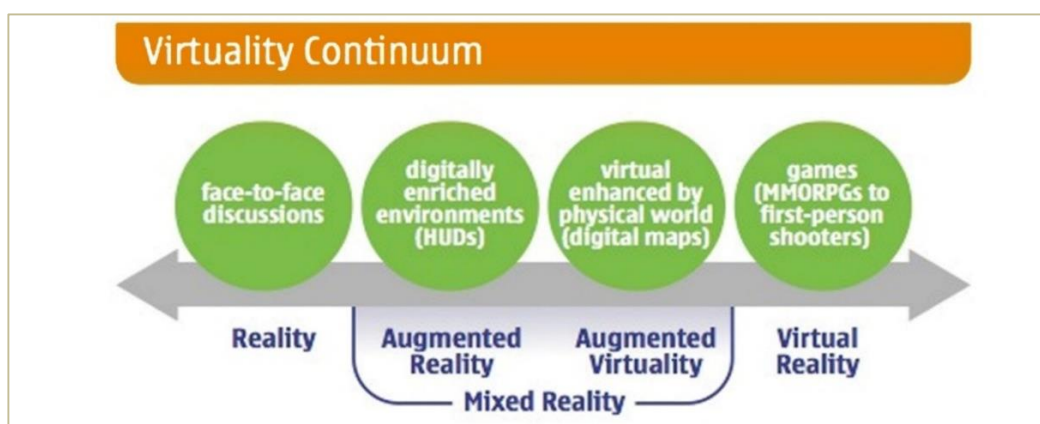 Virtuality Continuum
face-to-face
discussions
digitally
enriched
environments
(HUDs)
virtual
enhanced by
physical world
(digital maps)
games
(MMORPGs to
first-person
shooters)
Reality
Augmented
Reality
Augmented
Virtuality
Virtual
Reality
Mixed Reality